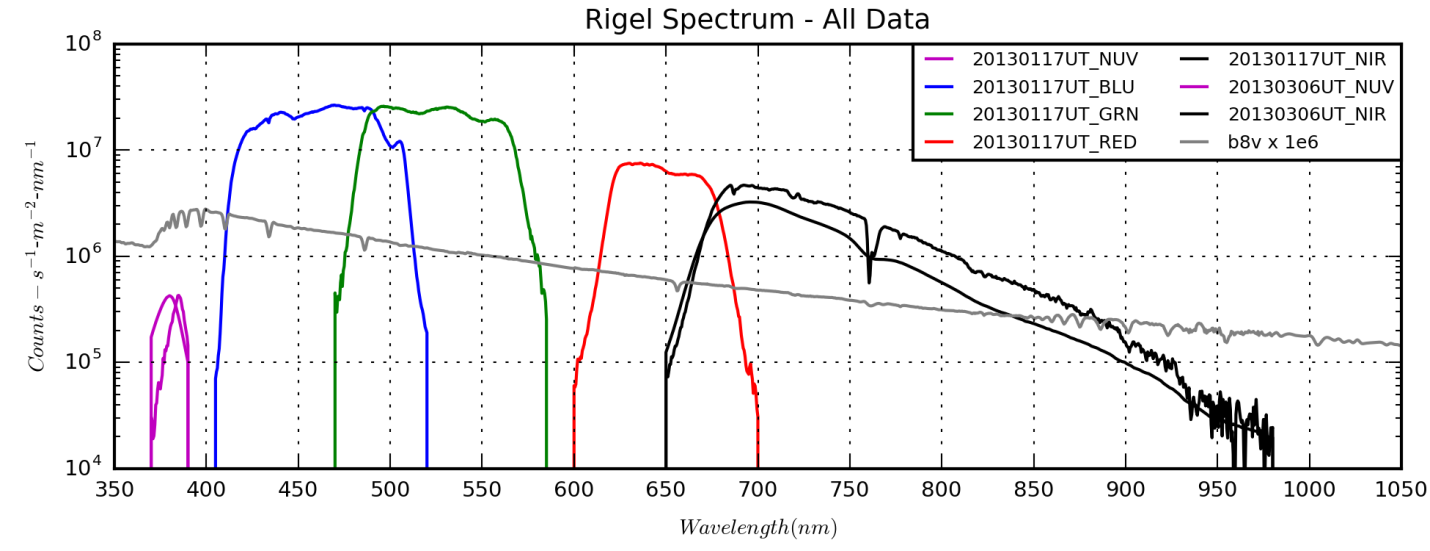 Rigel Spectrum - All Data
10^8
10^7
10^6
10^5
10^4
Counts − s^−1-m^−2-nm^−1
20130117UT_NUV
20130117UT_BLU
20130117UT_GRN
20130117UT_RED
20130117UT_NIR
20130306UT_NUV
20130306UT_NIR
b8v x 1e6
350 400 450 500 550 600 650 700 750 800 850 900 950 1000 1050
Wavelength(nm)